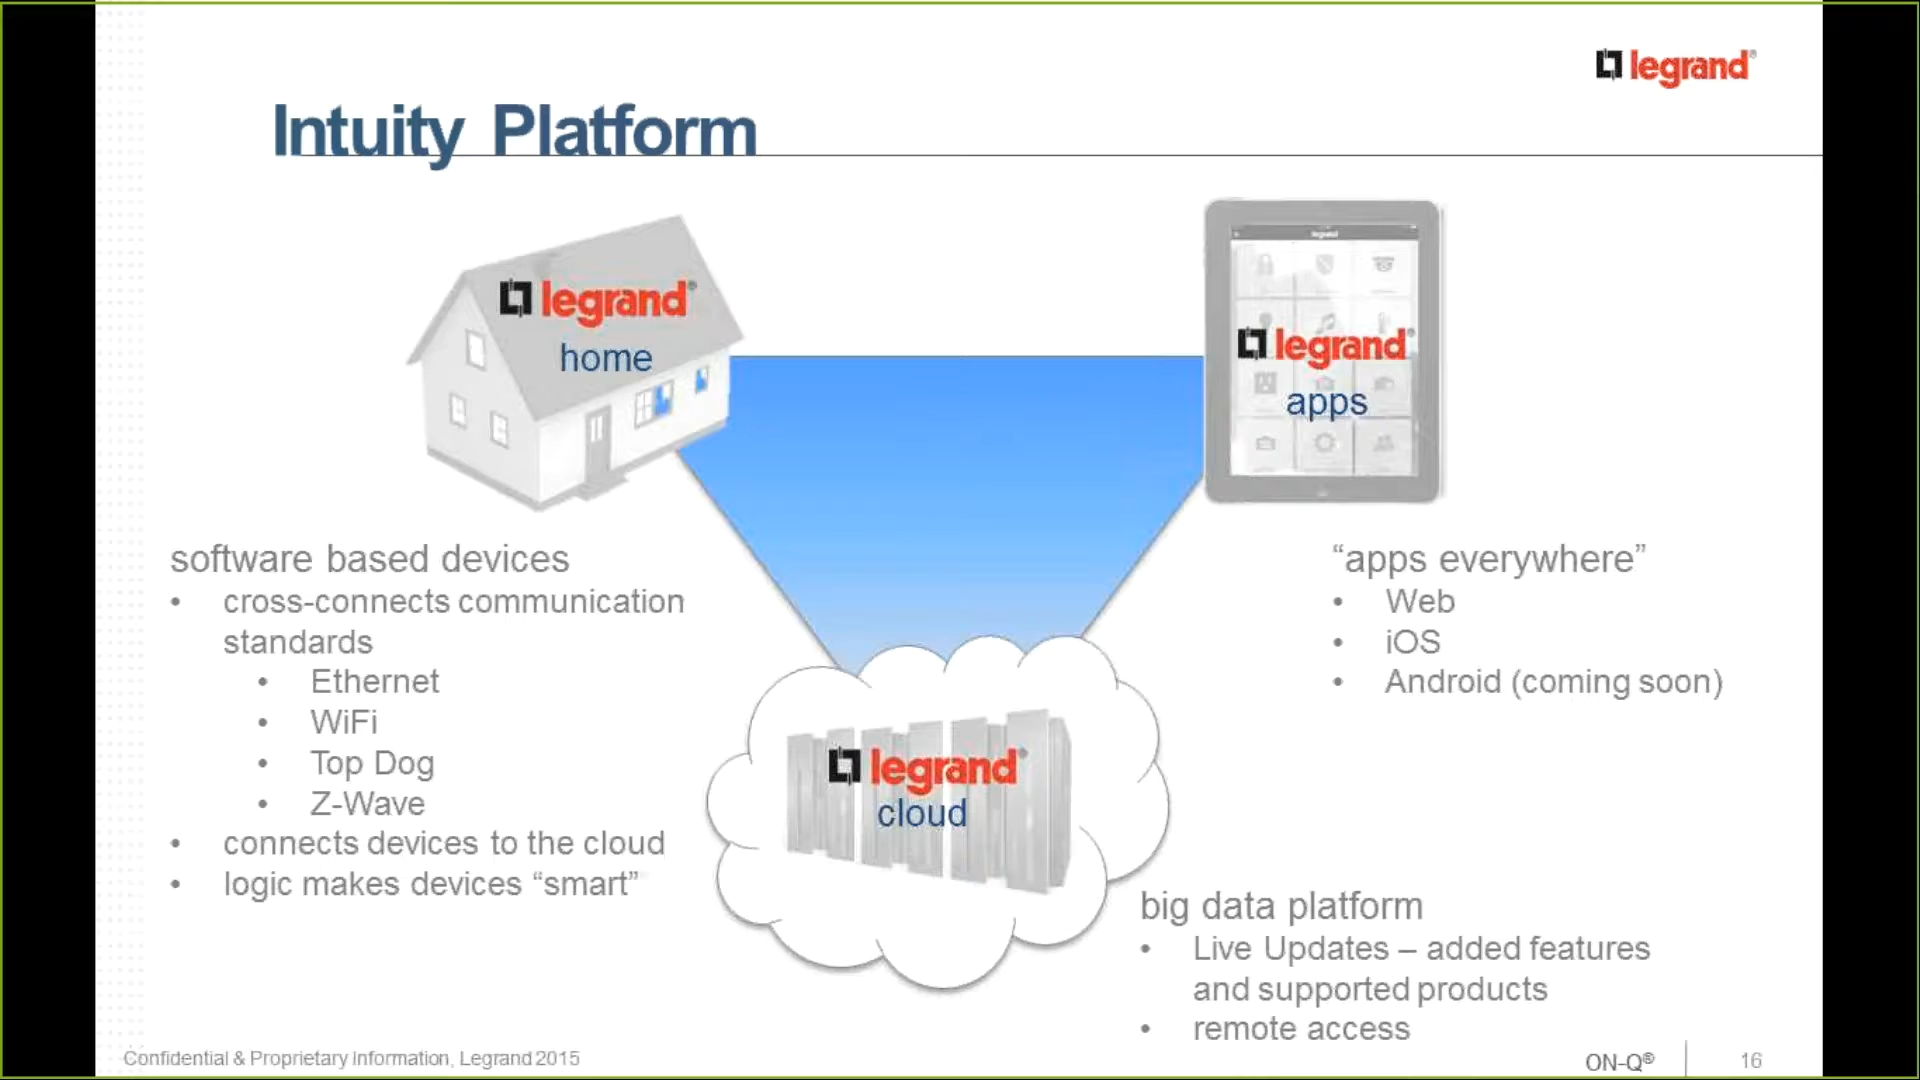 legrand®
Intuity Platform
legrand®
home
legrand
legrand®
apps
software based devices
• cross-connects communication
standards
• Ethernet
• WiFi
• Top Dog
• Z-Wave
• connects devices to the cloud
• logic makes devices “smart”
“apps everywhere”
• Web
• iOS
• Android (coming soon)
legrand®
cloud
big data platform
• Live Updates – added features
and supported products
• remote access
Confidential & Proprietary Information, Legrand 2015
ON-Q®
16